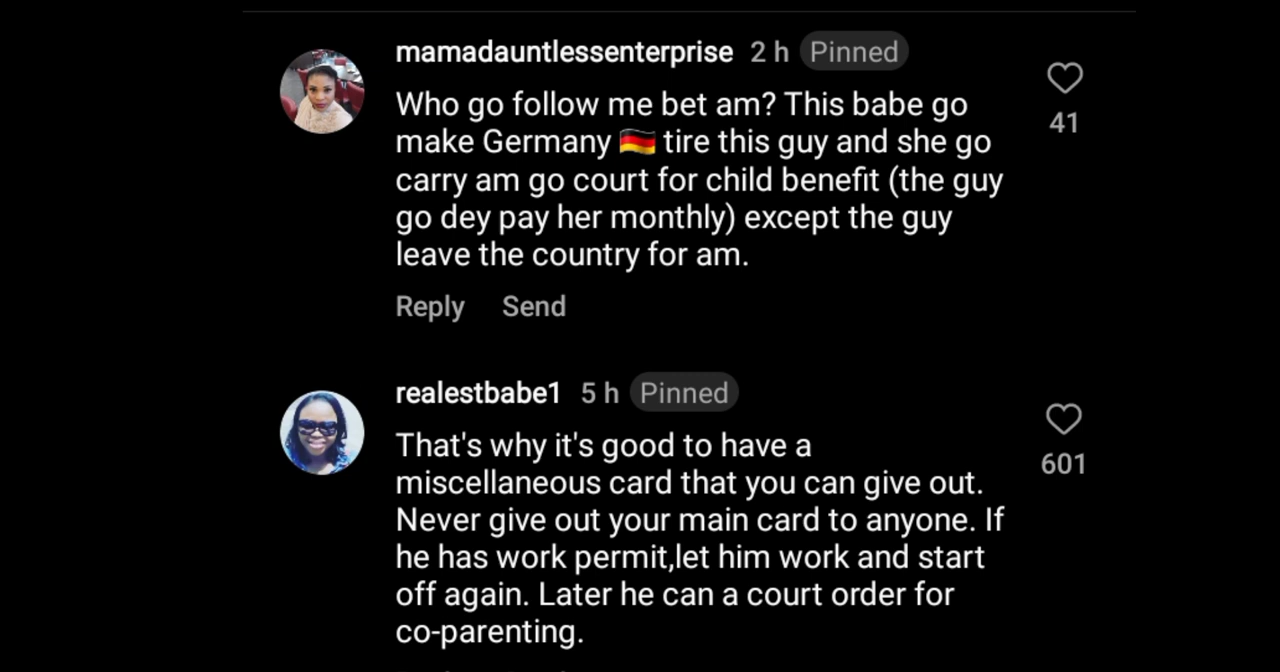 mamadauntlessenterprise 2 h Pinned
Who go follow me bet am? This babe go
make Germany 🇩🇪 tire this guy and she go
carry am go court for child benefit (the guy
go dey pay her monthly) except the guy
leave the country for am.
41
Reply Send
realestbabe1 5 h Pinned
That's why it's good to have a
miscellaneous card that you can give out.
Never give out your main card to anyone. If
he has work permit,let him work and start
off again. Later he can a court order for
co-parenting.
601